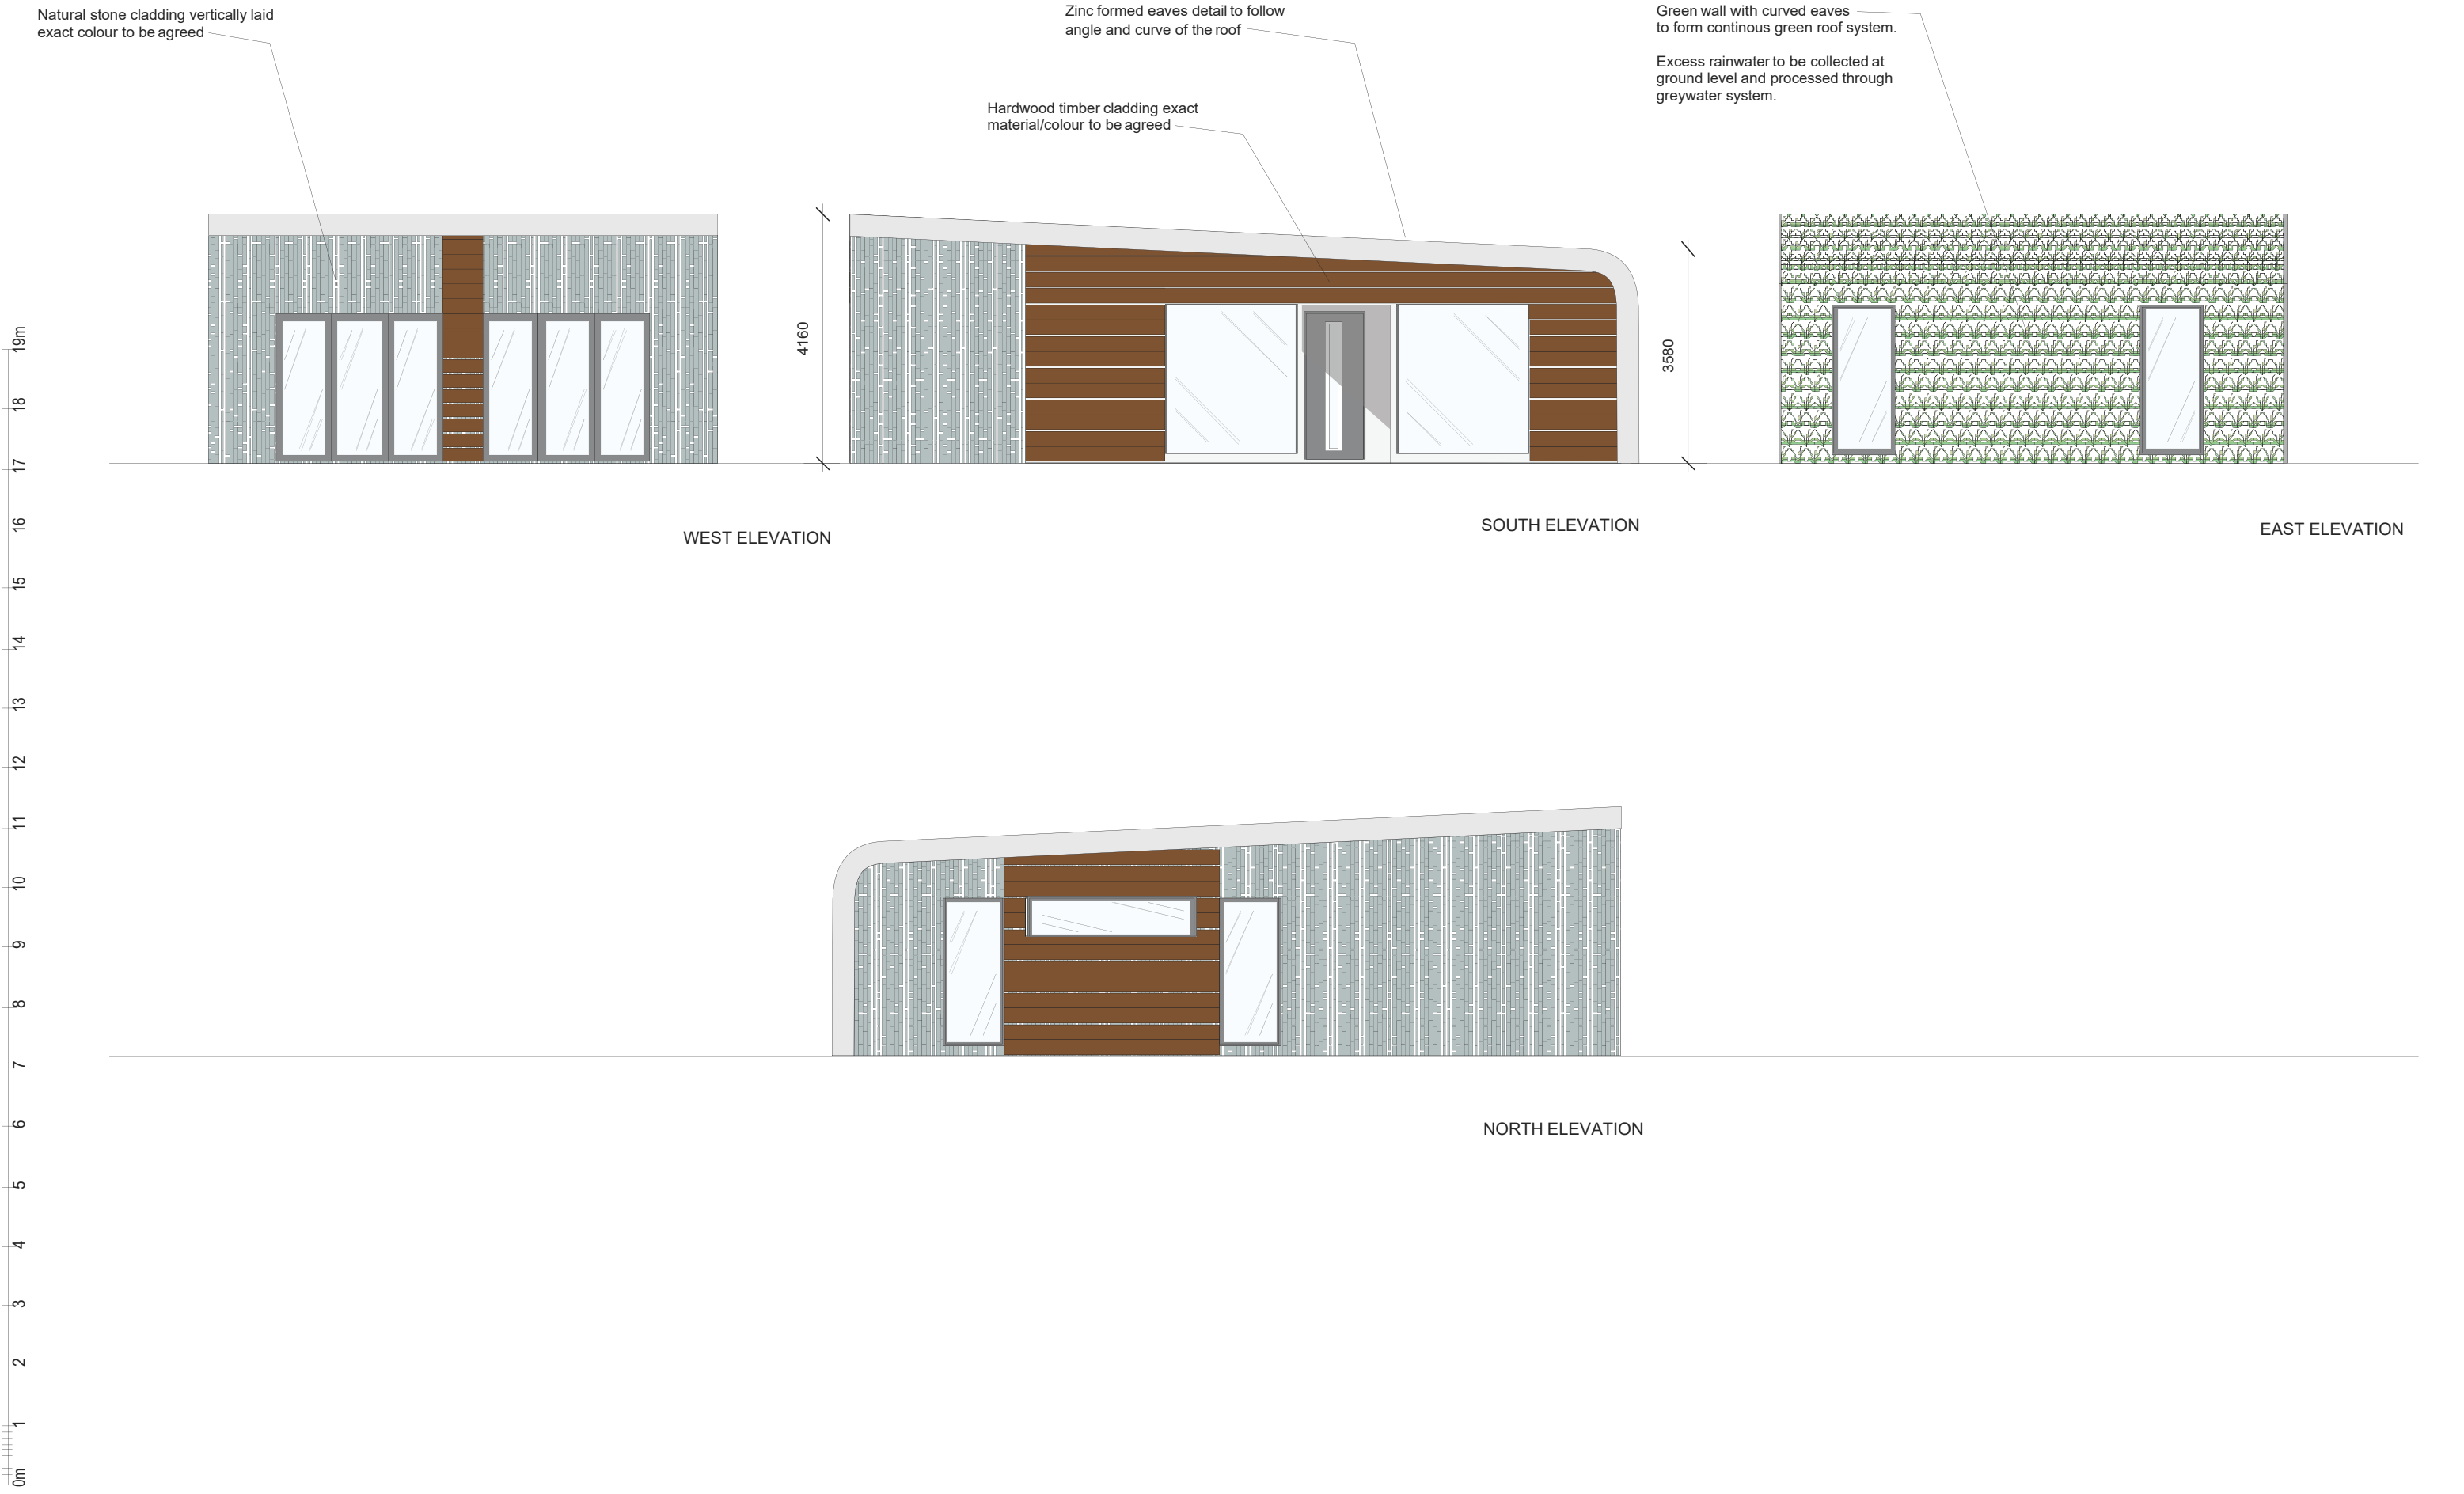 Natural stone cladding vertically laid
exact colour to be agreed
Zinc formed eaves detail to follow
angle and curve of the roof
Hardwood timber cladding exact
material/colour to be agreed
Green wall with curved eaves
to form continous green roof system.
Excess rainwater to be collected at
ground level and processed through
greywater system.
4160
3580
WEST ELEVATION
SOUTH ELEVATION
EAST ELEVATION
NORTH ELEVATION
19m
18
17
16
15
14
13
12
11
10
9
8
7
6
5
4
3
2
1
0m